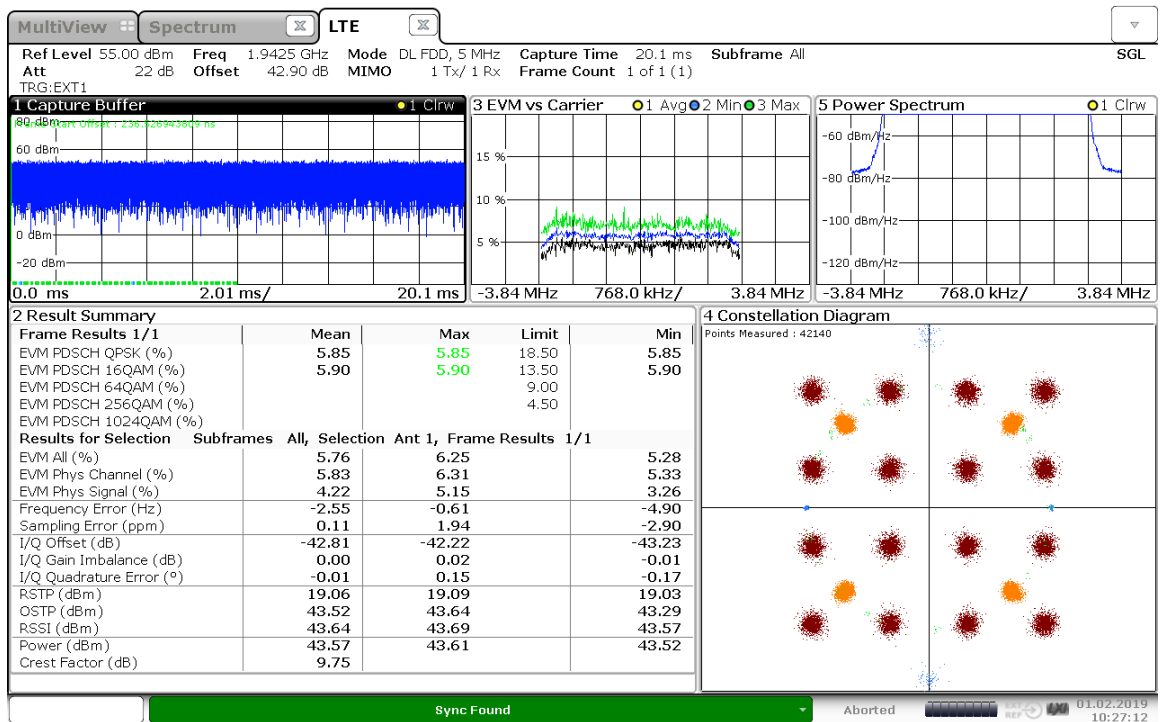 MultiView Spectrum LTE
Ref Level 55.00 dBm Freq 1.9425 GHz Mode DL FDD, 5 MHz Capture Time 20.1 ms Subframe All SGL
Att 22 dB Offset 42.90 dB MIMO 1 Tx/ 1 Rx Frame Count 1 of 1 (1)
TRG:EXT1
1 Capture Buffer 1 Clrw
80 dBm
Frame Start Offset : 236.526943809 ns
60 dBm
0 dBm
-20 dBm
0.0 ms 2.01 ms/ 20.1 ms
3 EVM vs Carrier 1 Avg 2 Min 3 Max
15 %
10 %
5 %
-3.84 MHz 768.0 kHz/ 3.84 MHz
5 Power Spectrum 1 Clrw
-60 dBm/Hz
-80 dBm/Hz
-100 dBm/Hz
-120 dBm/Hz
-3.84 MHz 768.0 kHz/ 3.84 MHz
2 Result Summary
Frame Results 1/1 Mean Max Limit Min
EVM PDSCH QPSK (%) 5.85 5.85 18.50 5.85
EVM PDSCH 16QAM (%) 5.90 5.90 13.50 5.90
EVM PDSCH 64QAM (%) 9.00
EVM PDSCH 256QAM (%) 4.50
EVM PDSCH 1024QAM (%)
Results for Selection Subframes All, Selection Ant 1, Frame Results 1/1
EVM All (%) 5.76 6.25 5.28
EVM Phys Channel (%) 5.83 6.31 5.33
EVM Phys Signal (%) 4.22 5.15 3.26
Frequency Error (Hz) -2.55 -0.61 -4.90
Sampling Error (ppm) 0.11 1.94 -2.90
I/Q Offset (dB) -42.81 -42.22 -43.23
I/Q Gain Imbalance (dB) 0.00 0.02 -0.01
I/Q Quadrature Error (°) -0.01 0.15 -0.17
RSTP (dBm) 19.06 19.09 19.03
OSTP (dBm) 43.52 43.64 43.29
RSSI (dBm) 43.64 43.69 43.57
Power (dBm) 43.57 43.61 43.52
Crest Factor (dB) 9.75
4 Constellation Diagram
Points Measured : 42140
Sync Found
Aborted
EXT
REF
LXI
01.02.2019
10:27:12